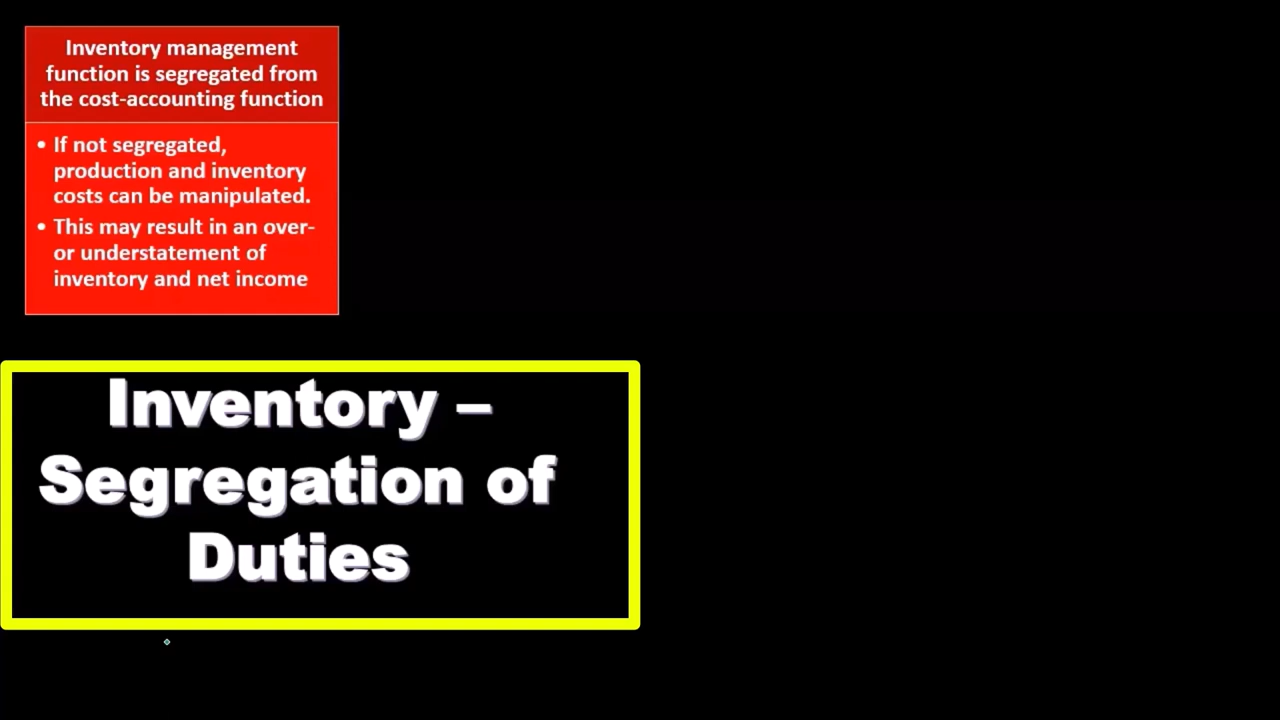 Inventory management
function is segregated from
the cost-accounting function
• If not segregated,
production and inventory
costs can be manipulated.
• This may result in an over-
or understatement of
inventory and net income
Inventory –
Segregation of
Duties